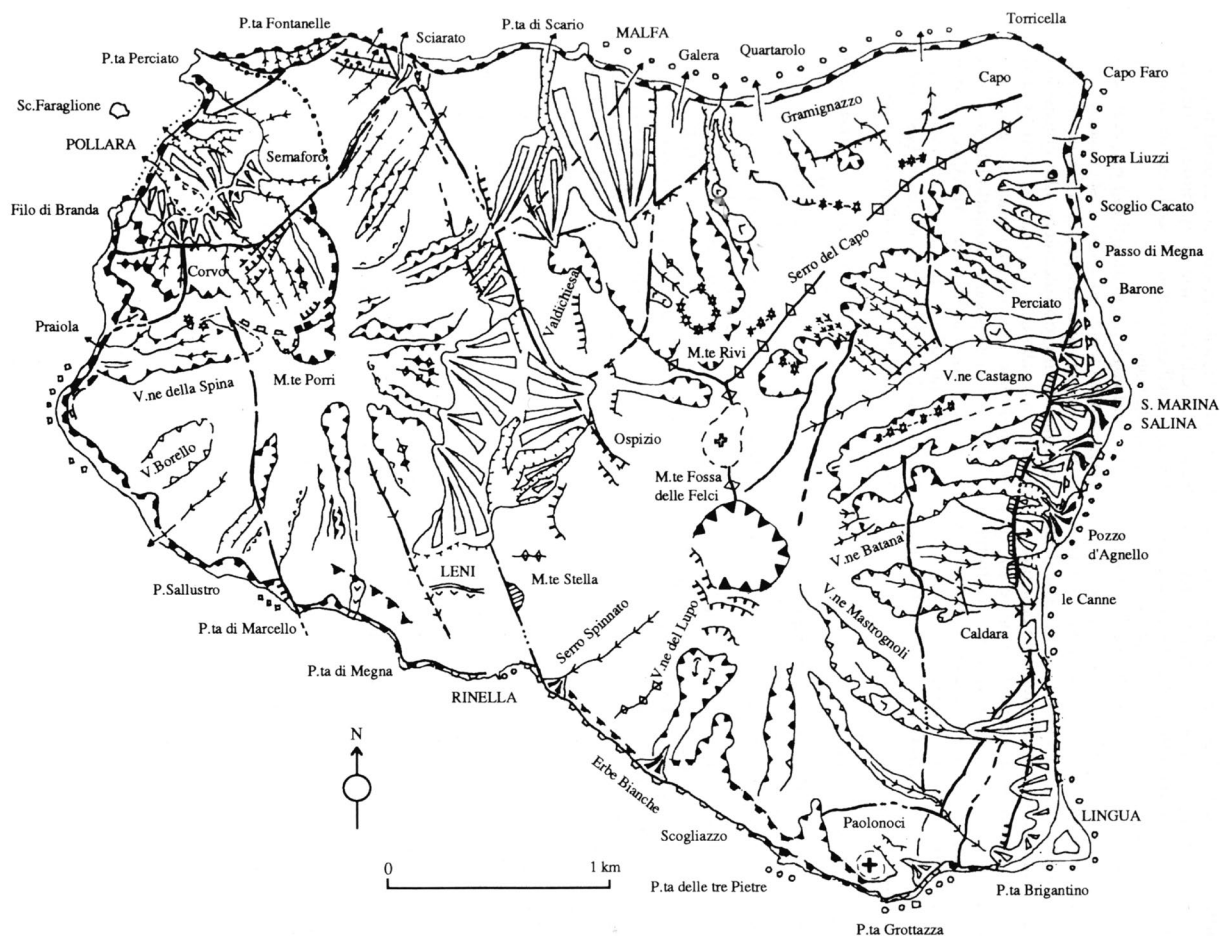 P.ta Fontanelle
Sciarato
P.ta di Scario
MALFA
Galera
Quartarolo
Torricella
P.ta Perciato
Capo
Capo Faro
Sc.Faraglione
Gramignazzo
POLLARA
Semaforo
Sopra Liuzzi
Filo di Branda
Scoglio Cacato
Corvo
Serro del Capo
Passo di Megna
Valdichiesa
Perciato
Barone
Praiola
M.te Rivi
M.te Porri
V.ne della Spina
V.ne Castagno
S. MARINA
SALINA
Ospizio
V.Borello
M.te Fossa
delle Felci
V.ne Batana
Pozzo
d'Agnello
LENI
M.te Stella
P.Sallustro
V.ne Mastrognoli
le Canne
P.ta di Marcello
Serro Spinnato
V.ne del Lupo
Caldara
P.ta di Megna
RINELLA
N
Erbe Bianche
Scogliazzo
Paolonoci
LINGUA
0
1 km
P.ta delle tre Pietre
P.ta Brigantino
P.ta Grottazza